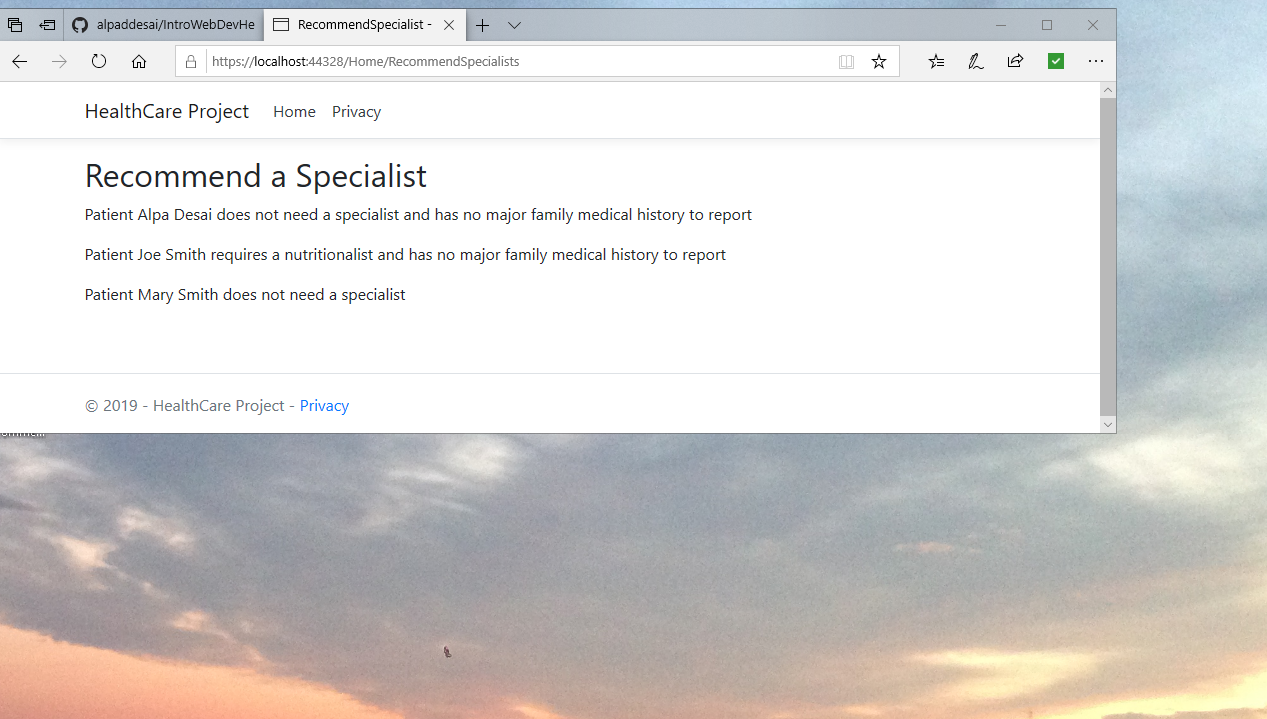 alpaddesai/IntroWebDevHe
RecommendSpecialist -
https://localhost:44328/Home/RecommendSpecialists
HealthCare Project Home Privacy
Recommend a Specialist
Patient Alpa Desai does not need a specialist and has no major family medical history to report
Patient Joe Smith requires a nutritionalist and has no major family medical history to report
Patient Mary Smith does not need a specialist
© 2019 - HealthCare Project - Privacy